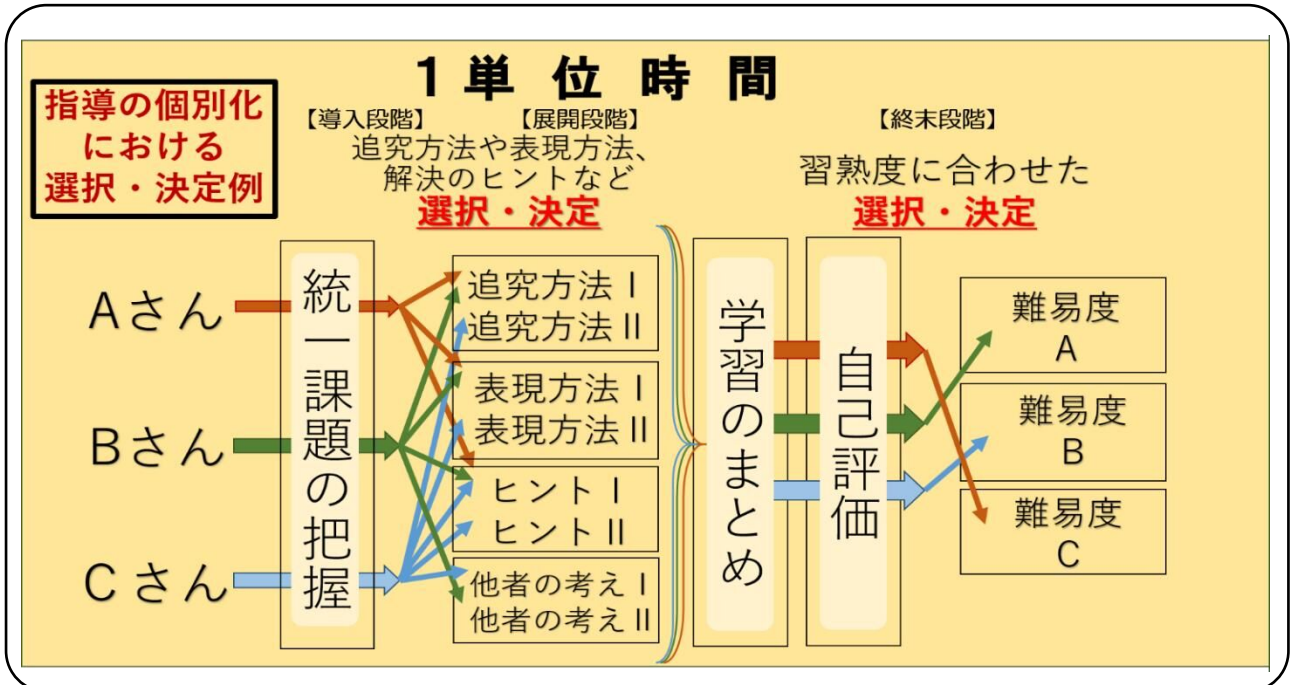 1単位時間
指導の個別化
における
選択・決定例
【導入段階】
【展開段階】
追究方法や表現方法、
解決のヒントなど
選択・決定
【終末段階】
習熟度に合わせた
選択・決定
Aさん
Bさん
Cさん
統一課題の把握
追究方法Ⅰ
追究方法Ⅱ
表現方法Ⅰ
表現方法Ⅱ
ヒントⅠ
ヒントⅡ
他者の考えⅠ
他者の考えⅡ
学習のまとめ
自己評価
難易度
A
難易度
B
難易度
C